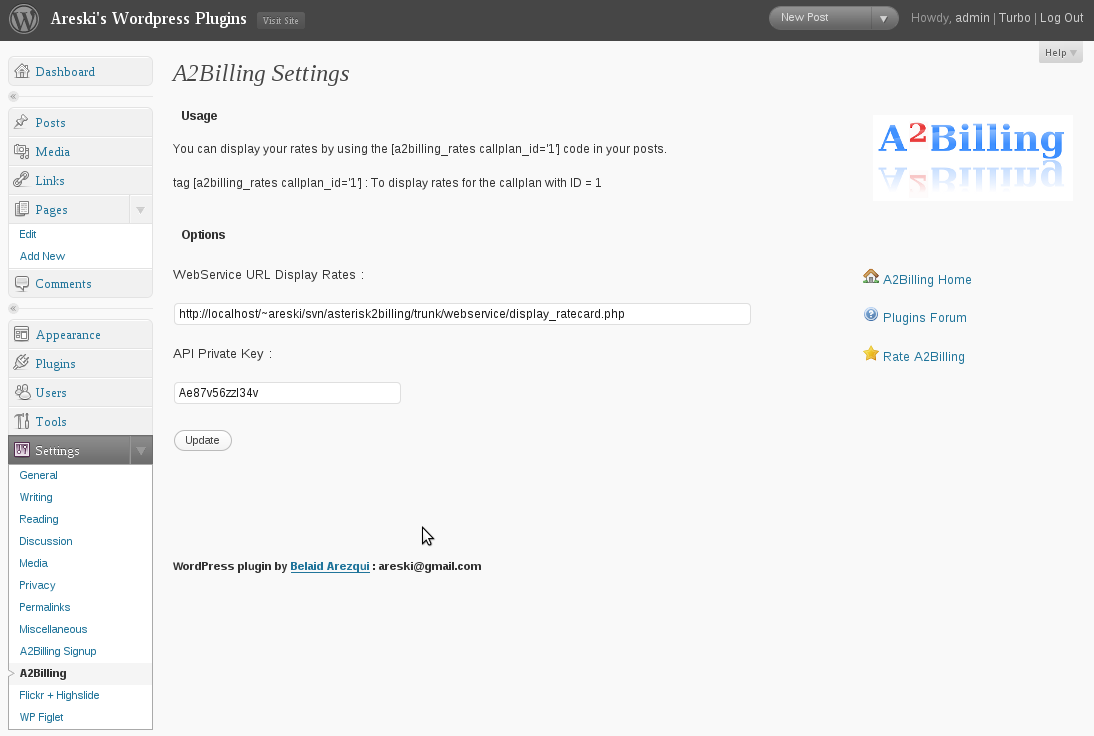 Areski's Wordpress Plugins Visit Site New Post Howdy, admin | Turbo | Log Out
Help
Dashboard
Posts
Media
Links
Pages
Edit
Add New
Comments
Appearance
Plugins
Users
Tools
Settings
General
Writing
Reading
Discussion
Media
Privacy
Permalinks
Miscellaneous
A2Billing Signup
A2Billing
Flickr + Highslide
WP Figlet
A2Billing Settings
Usage
You can display your rates by using the [a2billing_rates callplan_id='1'] code in your posts.
tag [a2billing_rates callplan_id='1'] : To display rates for the callplan with ID = 1
Options
WebService URL Display Rates :
http://localhost/~areski/svn/asterisk2billing/trunk/webservice/display_ratecard.php
API Private Key :
Ae87v56zzl34v
Update
WordPress plugin by Belaid Arezqui : areski@gmail.com
A2Billing
A2Billing Home
Plugins Forum
Rate A2Billing